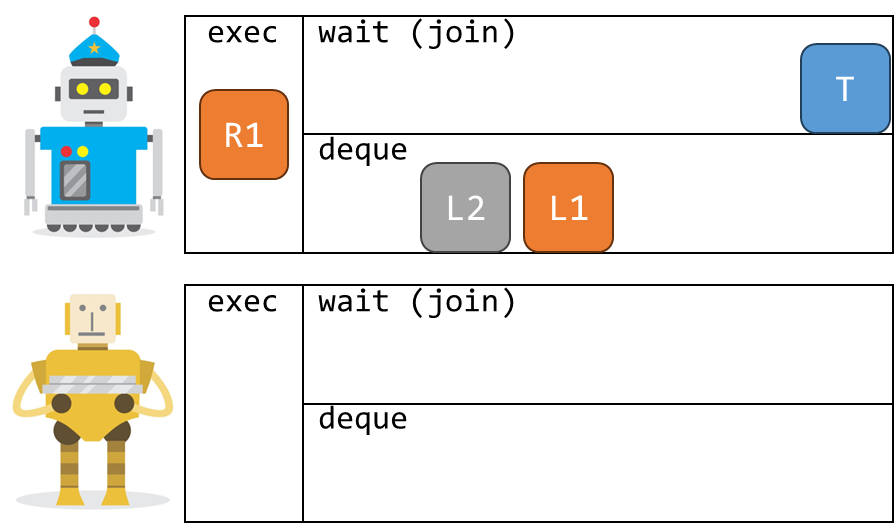 exec
wait (join)
T
R1
deque
L2
L1
exec
wait (join)
deque